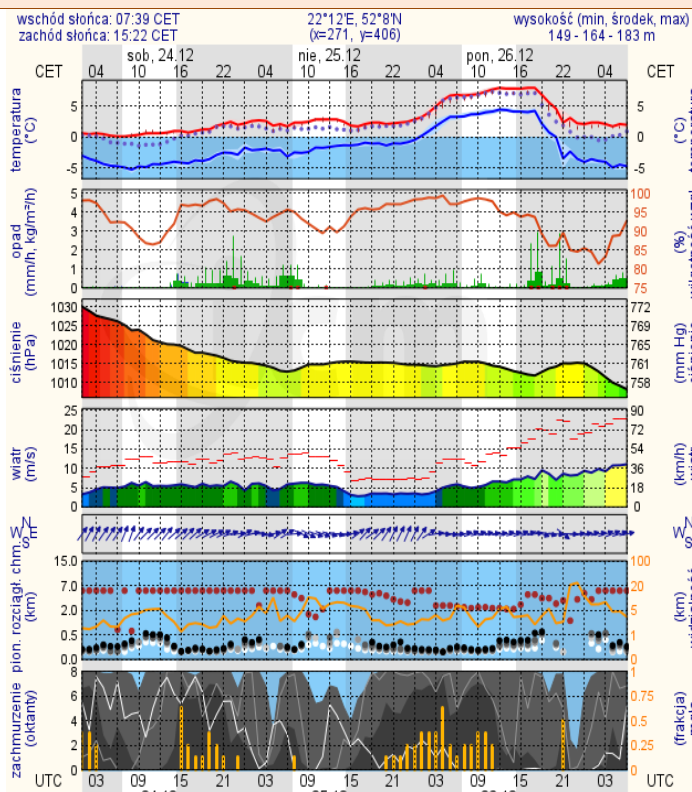 wschód słońca: 07:39 CET 22°12'E, 52°8'N wysokość (min, środek, max)
zachód słońca: 15:22 CET (x=271, y=406) 149 - 164 - 183 m
sob, 24.12 nie, 25.12 pon, 26.12
CET 04 10 16 22 04 10 16 22 04 10 16 22 04 CET
temperatura (°C)
5
0
-5
5
0
-5
(°C)
opad (mm/h, kg/m²/h)
5
4
3
2
1
0
100
95
90
85
80
75
(%)
ciśnienie (hPa)
1030
1025
1020
1015
1010
772
769
765
761
758
(mm Hg)
wiatr (m/s)
25
20
15
10
5
0
90
72
54
36
18
0
(km/h)
N
W E
S
N
W
S
pion. rozciągł. chm. (km)
15.0
7.0
2.0
0.5
0.0
100
20
5
1
0
(km)
zachmurzenie (oktanty)
8
6
4
2
0
1
0.75
0.5
0.25
0
(frakcja)
UTC 03 09 15 21 03 09 15 21 03 09 15 21 03 UTC